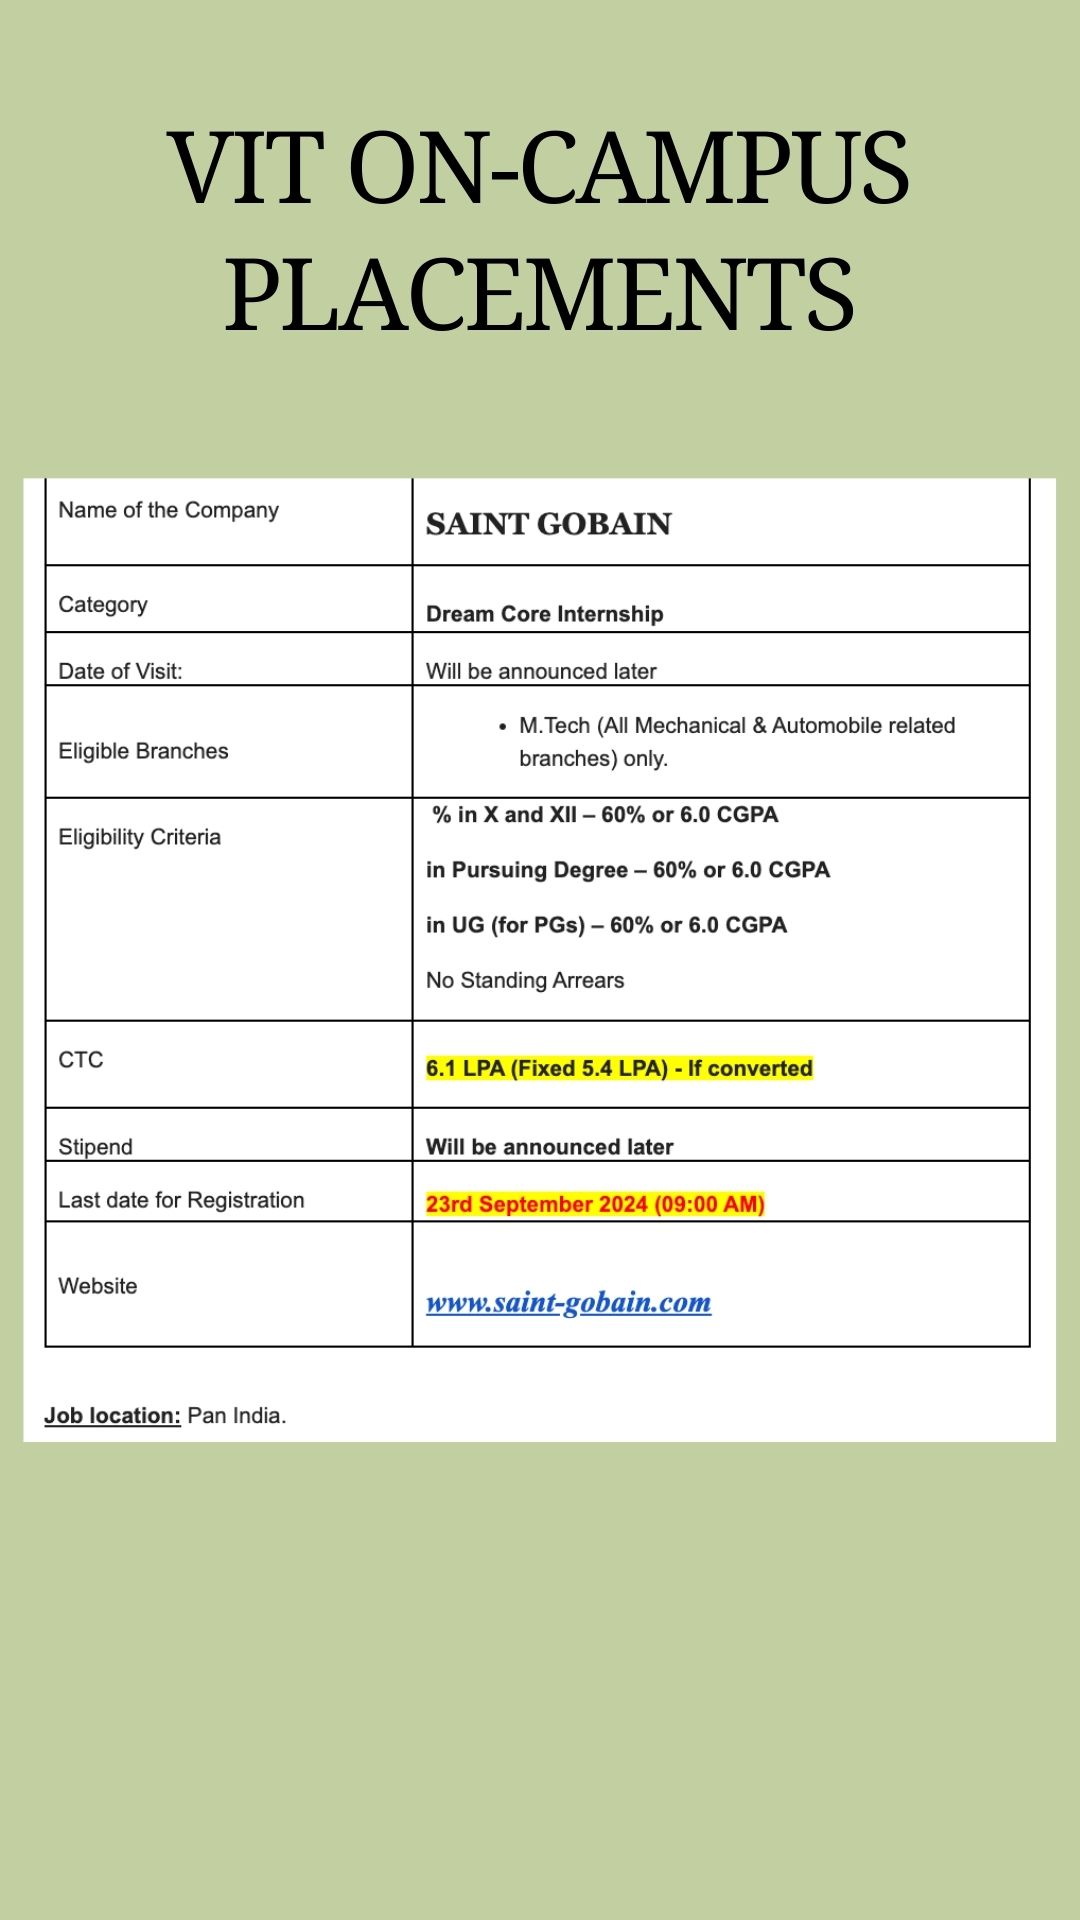 VIT ON-CAMPUS
PLACEMENTS
Name of the Company
SAINT GOBAIN
Category
Dream Core Internship
Date of Visit:
Will be announced later
Eligible Branches
• M.Tech (All Mechanical & Automobile related
branches) only.
Eligibility Criteria
% in X and XII – 60% or 6.0 CGPA
in Pursuing Degree – 60% or 6.0 CGPA
in UG (for PGs) – 60% or 6.0 CGPA
No Standing Arrears
CTC
6.1 LPA (Fixed 5.4 LPA) - If converted
Stipend
Will be announced later
Last date for Registration
23rd September 2024 (09:00 AM)
Website
www.saint-gobain.com
Job location: Pan India.